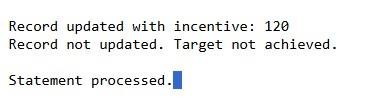 Record updated with incentive: 120
Record not updated. Target not achieved.
Statement processed.